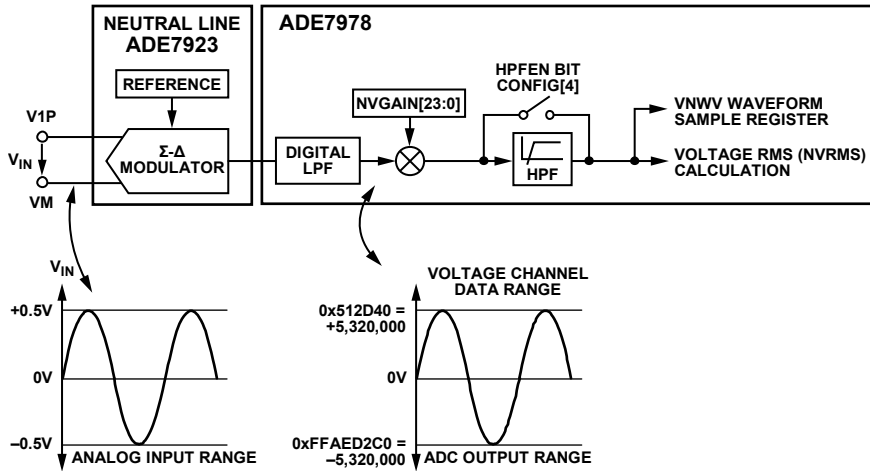 NEUTRAL LINE
ADE7923
ADE7978
REFERENCE
HPFEN BIT
CONFIG[4]
NVGAIN[23:0]
VNWV WAVEFORM
SAMPLE REGISTER
V1P
VIN
VM
Σ-Δ
MODULATOR
DIGITAL
LPF
HPF
VOLTAGE RMS (NVRMS)
CALCULATION
VIN
+0.5V
0V
–0.5V
ANALOG INPUT RANGE
VOLTAGE CHANNEL
DATA RANGE
0x512D40 =
+5,320,000
0V
0xFFAED2C0 =
–5,320,000
ADC OUTPUT RANGE